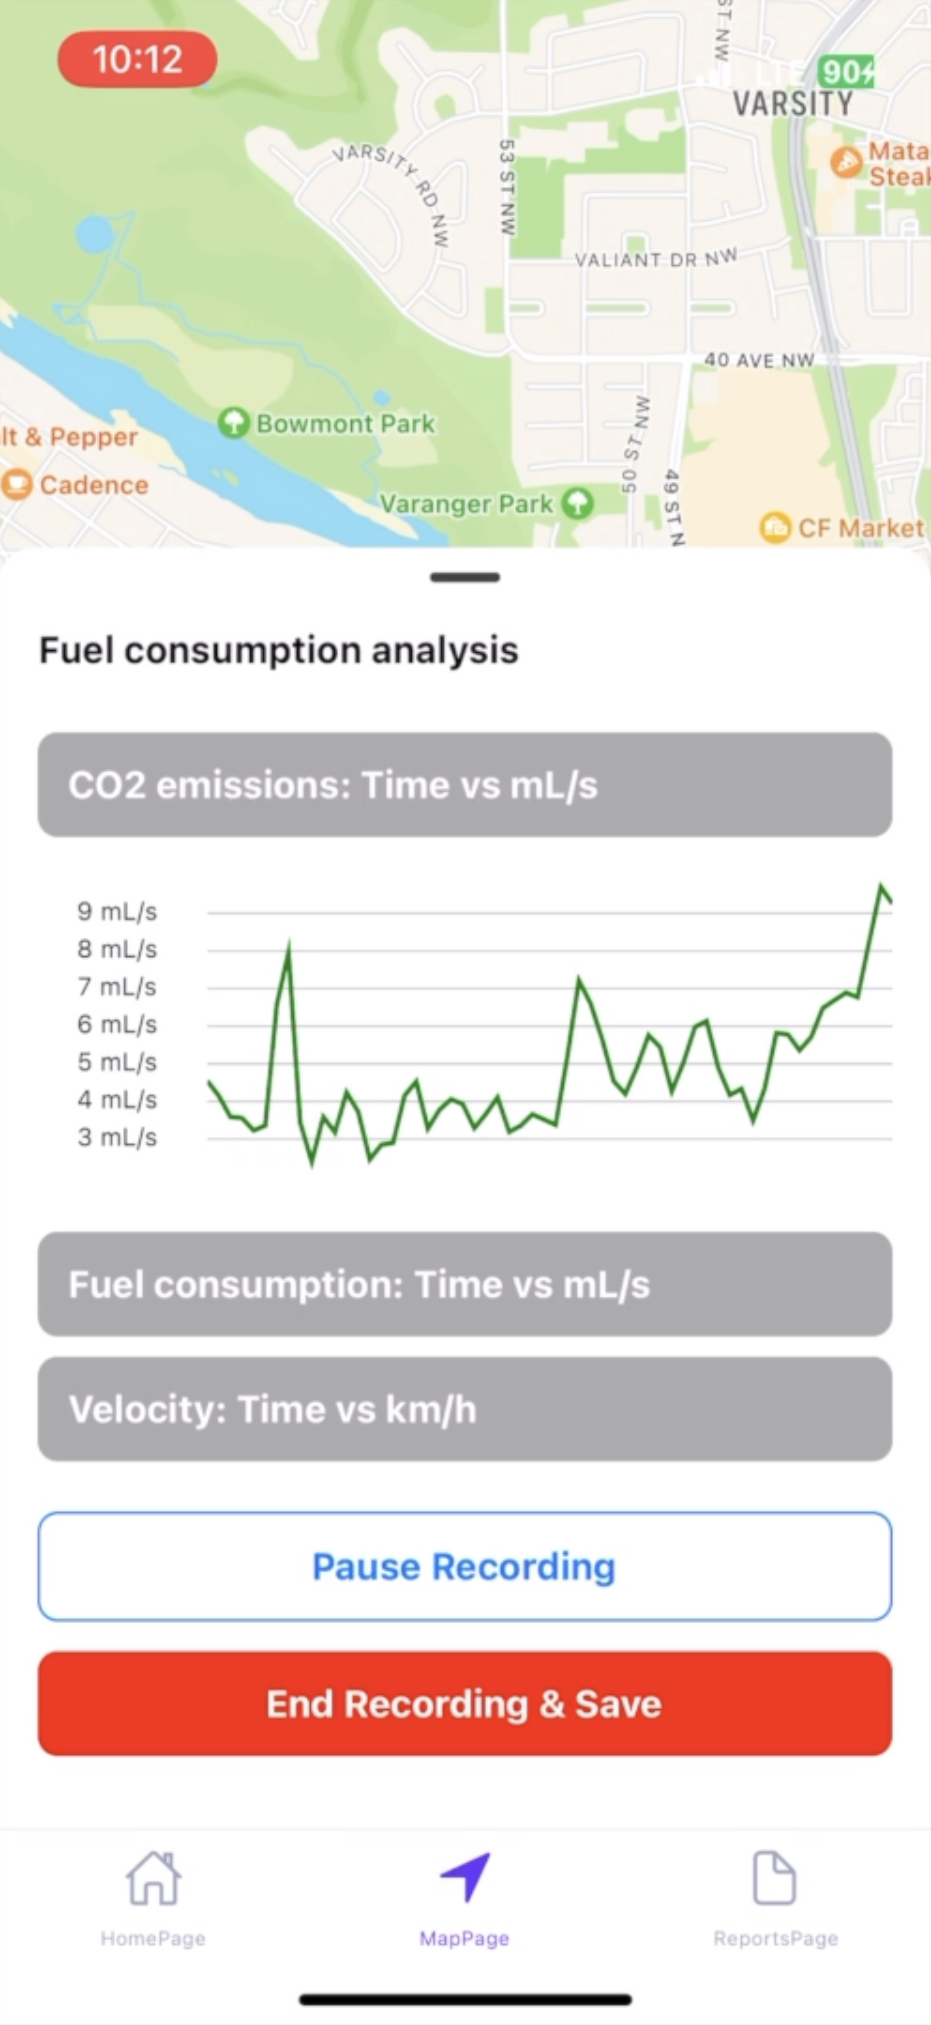 10:12
LTE 90
ST NW
VARSITY
VARSITY RD NW
53 ST NW
Mata
Steak
VALIANT DR NW
40 AVE NW
Bowmont Park
lt & Pepper
Cadence
50 ST NW
49 ST N
Varanger Park
CF Market
Fuel consumption analysis
CO2 emissions: Time vs mL/s
9 mL/s
8 mL/s
7 mL/s
6 mL/s
5 mL/s
4 mL/s
3 mL/s
Fuel consumption: Time vs mL/s
Velocity: Time vs km/h
Pause Recording
End Recording & Save
HomePage
MapPage
ReportsPage